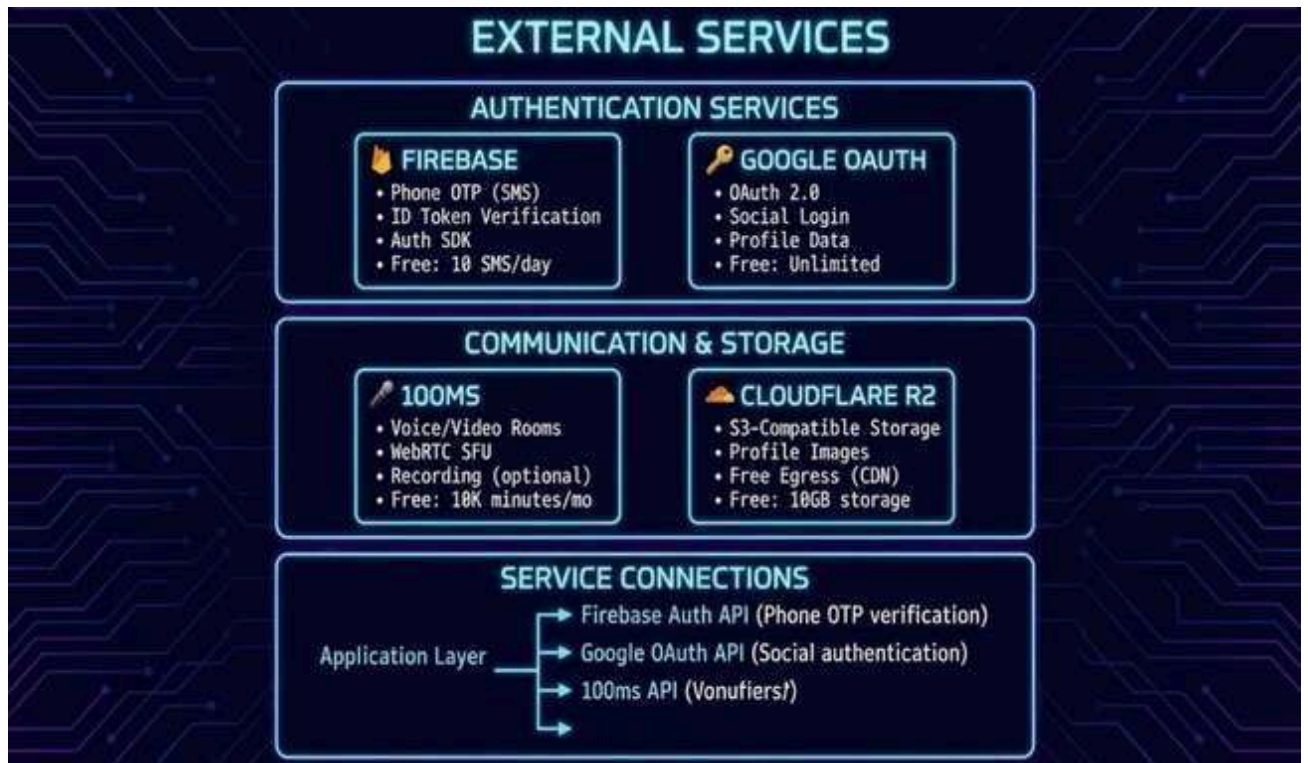 EXTERNAL SERVICES
AUTHENTICATION SERVICES
FIREBASE
• Phone OTP (SMS)
• ID Token Verification
• Auth SDK
• Free: 10 SMS/day
GOOGLE OAUTH
• OAuth 2.0
• Social Login
• Profile Data
• Free: Unlimited
COMMUNICATION & STORAGE
100MS
• Voice/Video Rooms
• WebRTC SFU
• Recording (optional)
• Free: 10K minutes/mo
CLOUDFLARE R2
• S3-Compatible Storage
• Profile Images
• Free Egress (CDN)
• Free: 10GB storage
SERVICE CONNECTIONS
Application Layer
Firebase Auth API (Phone OTP verification)
Google OAuth API (Social authentication)
100ms API